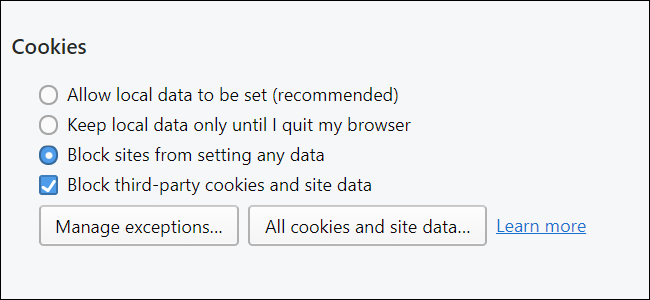 Cookies
Allow local data to be set (recommended)
Keep local data only until I quit my browser
Block sites from setting any data
Block third-party cookies and site data
Manage exceptions... All cookies and site data... Learn more